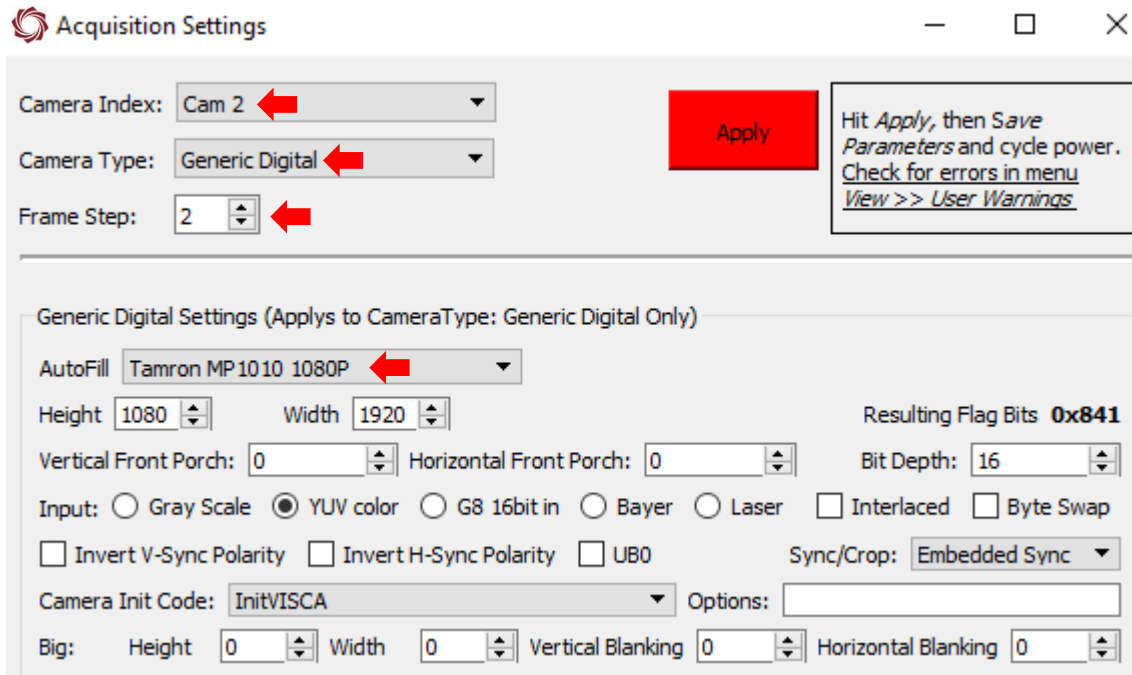 Acquisition Settings
Camera Index: Cam 2
Camera Type: Generic Digital
Frame Step: 2
Apply
Hit Apply, then Save
Parameters and cycle power.
Check for errors in menu
View >> User Warnings
Generic Digital Settings (Applys to CameraType: Generic Digital Only)
AutoFill Tamron MP1010 1080P
Height 1080 Width 1920 Resulting Flag Bits 0x841
Vertical Front Porch: 0 Horizontal Front Porch: 0 Bit Depth: 16
Input: Gray Scale YUV color G8 16bit in Bayer Laser Interlaced Byte Swap
Invert V-Sync Polarity Invert H-Sync Polarity UB0 Sync/Crop: Embedded Sync
Camera Init Code: InitVISCA Options:
Big: Height 0 Width 0 Vertical Blanking 0 Horizontal Blanking 0